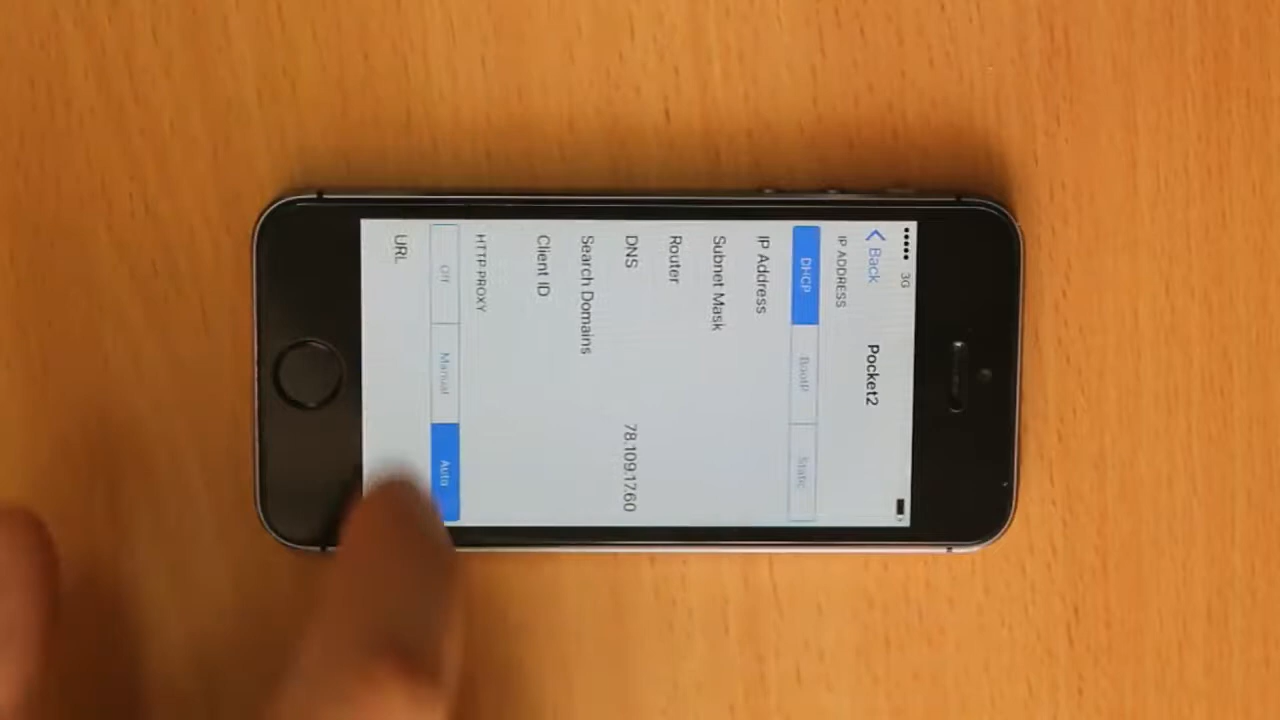 3G
Back Pocket2
IP ADDRESS
DHCP BootP Static
IP Address
Subnet Mask
Router
DNS 78.109.17.60
Search Domains
Client ID
HTTP PROXY
Off Manual Auto
URL